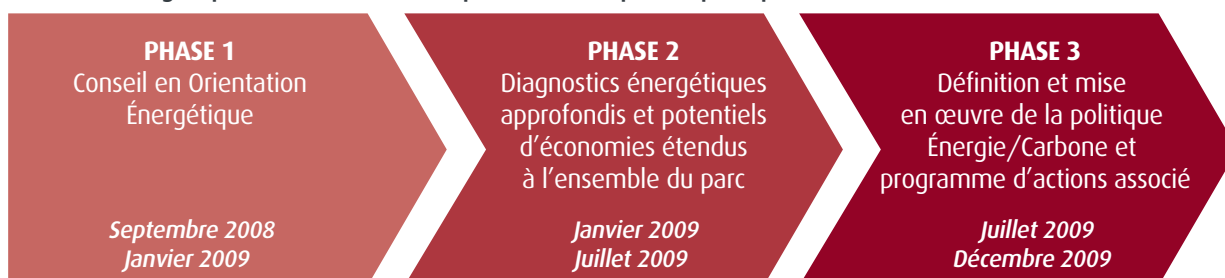 PHASE 1
Conseil en Orientation
Énergétique
Septembre 2008
Janvier 2009
PHASE 2
Diagnostics énergétiques
approfondis et potentiels
d’économies étendus
à l’ensemble du parc
Janvier 2009
Juillet 2009
PHASE 3
Définition et mise
en œuvre de la politique
Énergie/Carbone et
programme d’actions associé
Juillet 2009
Décembre 2009